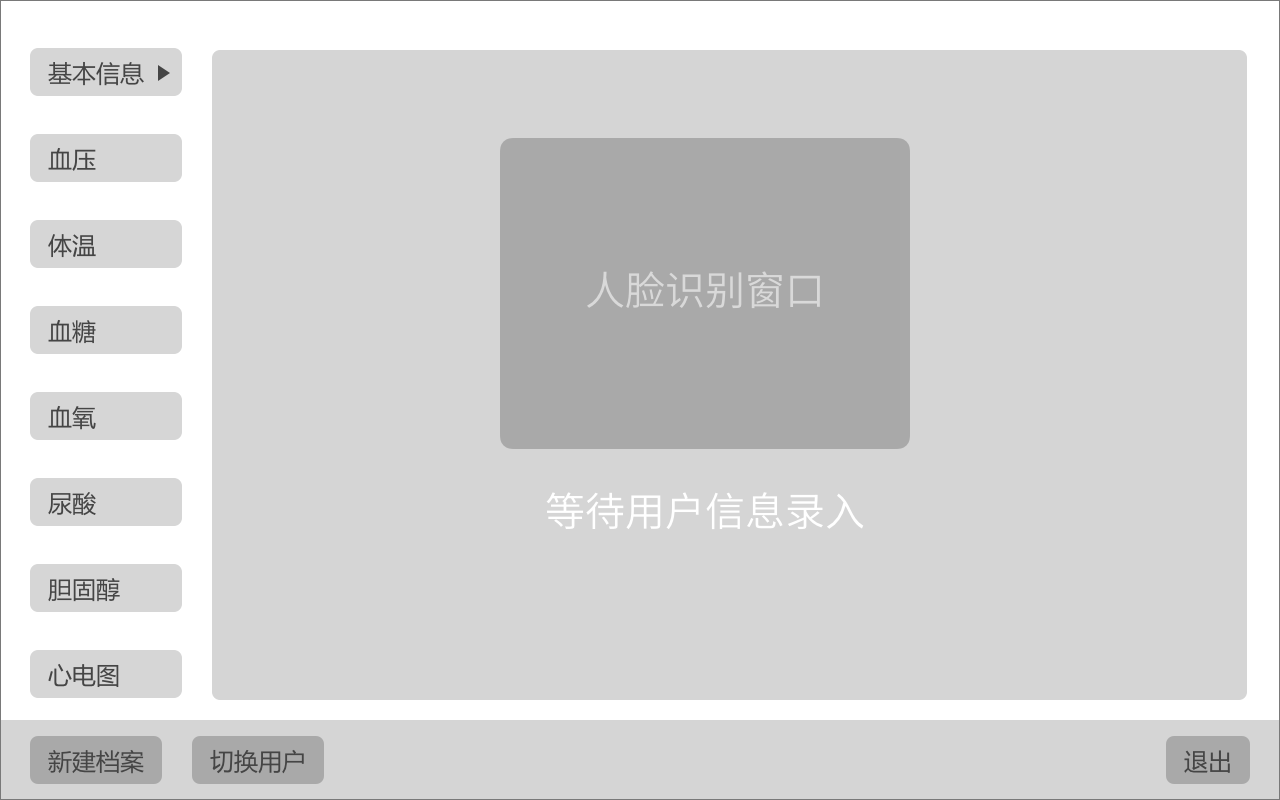 基本信息
血压
体温
血糖
血氧
尿酸
胆固醇
心电图
人脸识别窗口
等待用户信息录入
新建档案
切换用户
退出